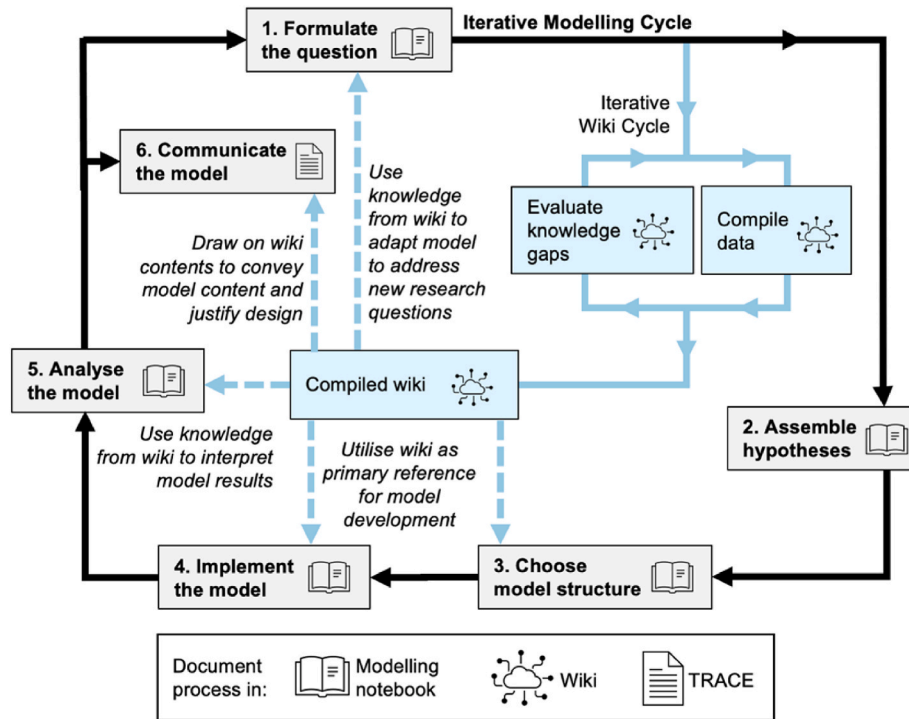 1. Formulate
the question
Iterative Modelling Cycle
Iterative
Wiki Cycle
6. Communicate
the model
Use
knowledge
from wiki to
adapt model
to address
new research
questions
Evaluate
knowledge
gaps
Compile
data
Draw on wiki
contents to convey
model content and
justify design
5. Analyse
the model
Compiled wiki
2. Assemble
hypotheses
Use knowledge
from wiki to interpret
model results
Utilise wiki as
primary reference
for model
development
4. Implement
the model
3. Choose
model structure
Document
process in:
Modelling
notebook
Wiki
TRACE